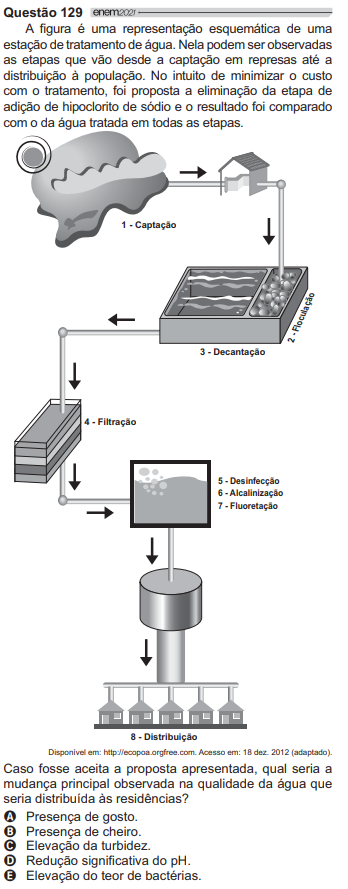 Questão 129 enem2021
A figura é uma representação esquemática de uma
estação de tratamento de água. Nela podem ser observadas
as etapas que vão desde a captação em represas até a
distribuição à população. No intuito de minimizar o custo
com o tratamento, foi proposta a eliminação da etapa de
adição de hipoclorito de sódio e o resultado foi comparado
com o da água tratada em todas as etapas.
1 - Captação
2 - Floculação
3 - Decantação
4 - Filtração
5 - Desinfecção
6 - Alcalinização
7 - Fluoretação
8 - Distribuição
Disponível em: http://ecopoa.orgfree.com. Acesso em: 18 dez. 2012 (adaptado).
Caso fosse aceita a proposta apresentada, qual seria a
mudança principal observada na qualidade da água que
seria distribuída às residências?
A Presença de gosto.
B Presença de cheiro.
C Elevação da turbidez.
D Redução significativa do pH.
E Elevação do teor de bactérias.